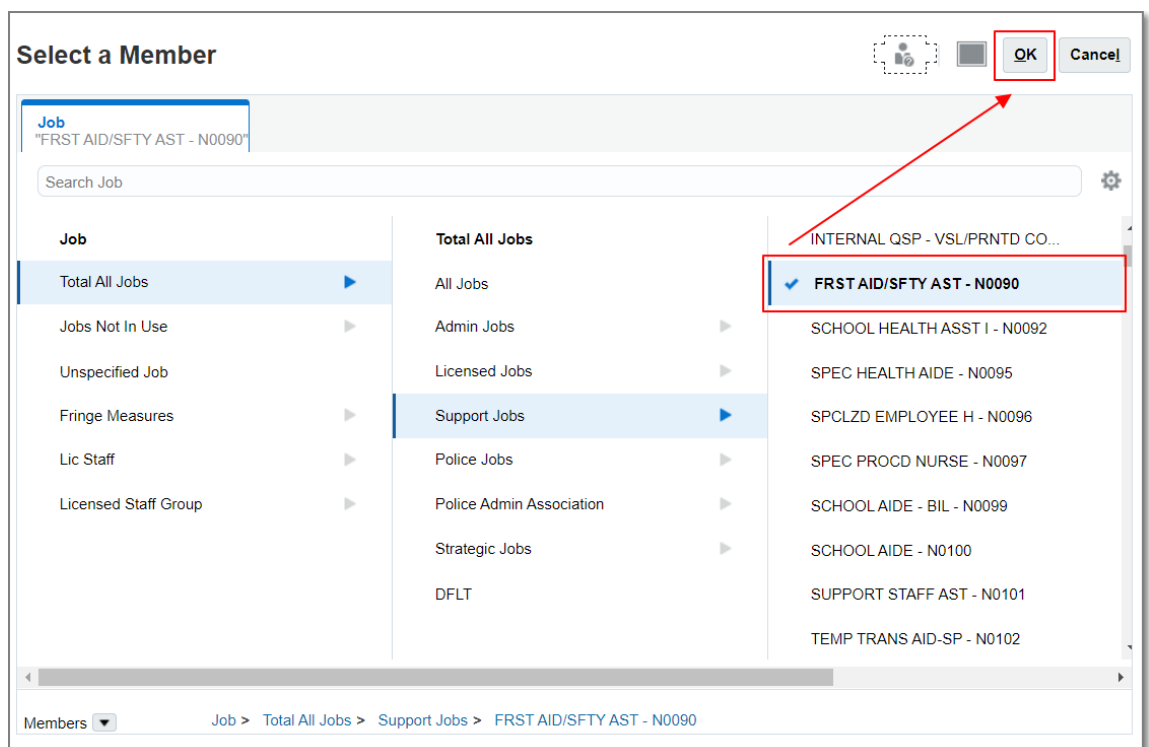 Select a Member
OK
Cancel
Job
"FRST AID/SFTY AST - N0090"
Search Job
Job
Total All Jobs
Jobs Not In Use
Unspecified Job
Fringe Measures
Lic Staff
Licensed Staff Group
Total All Jobs
All Jobs
Admin Jobs
Licensed Jobs
Support Jobs
Police Jobs
Police Admin Association
Strategic Jobs
DFLT
INTERNAL QSP - VSL/PRNTD CO...
FRST AID/SFTY AST - N0090
SCHOOL HEALTH ASST I - N0092
SPEC HEALTH AIDE - N0095
SPCLZD EMPLOYEE H - N0096
SPEC PROCD NURSE - N0097
SCHOOL AIDE - BIL - N0099
SCHOOL AIDE - N0100
SUPPORT STAFF AST - N0101
TEMP TRANS AID-SP - N0102
Members
Job > Total All Jobs > Support Jobs > FRST AID/SFTY AST - N0090